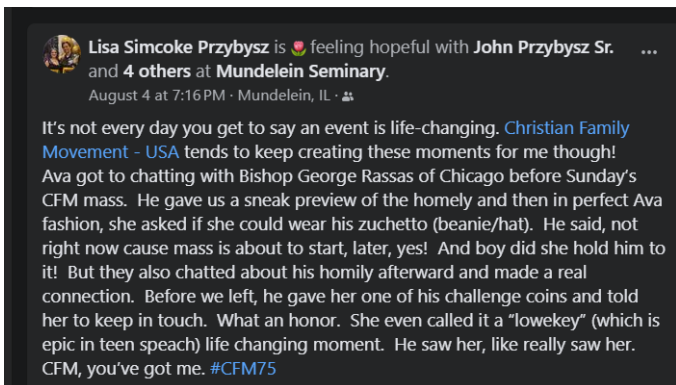 Lisa Simcoke Przybysz is 🌷 feeling hopeful with John Przybysz Sr. ...
and 4 others at Mundelein Seminary.
August 4 at 7:16 PM · Mundelein, IL ·
It's not every day you get to say an event is life-changing. Christian Family
Movement - USA tends to keep creating these moments for me though!
Ava got to chatting with Bishop George Rassas of Chicago before Sunday's
CFM mass. He gave us a sneak preview of the homely and then in perfect Ava
fashion, she asked if she could wear his zuchetto (beanie/hat). He said, not
right now cause mass is about to start, later, yes! And boy did she hold him to
it! But they also chatted about his homily afterward and made a real
connection. Before we left, he gave her one of his challenge coins and told
her to keep in touch. What an honor. She even called it a "lowekey" (which is
epic in teen speach) life changing moment. He saw her, like really saw her.
CFM, you've got me. #CFM75